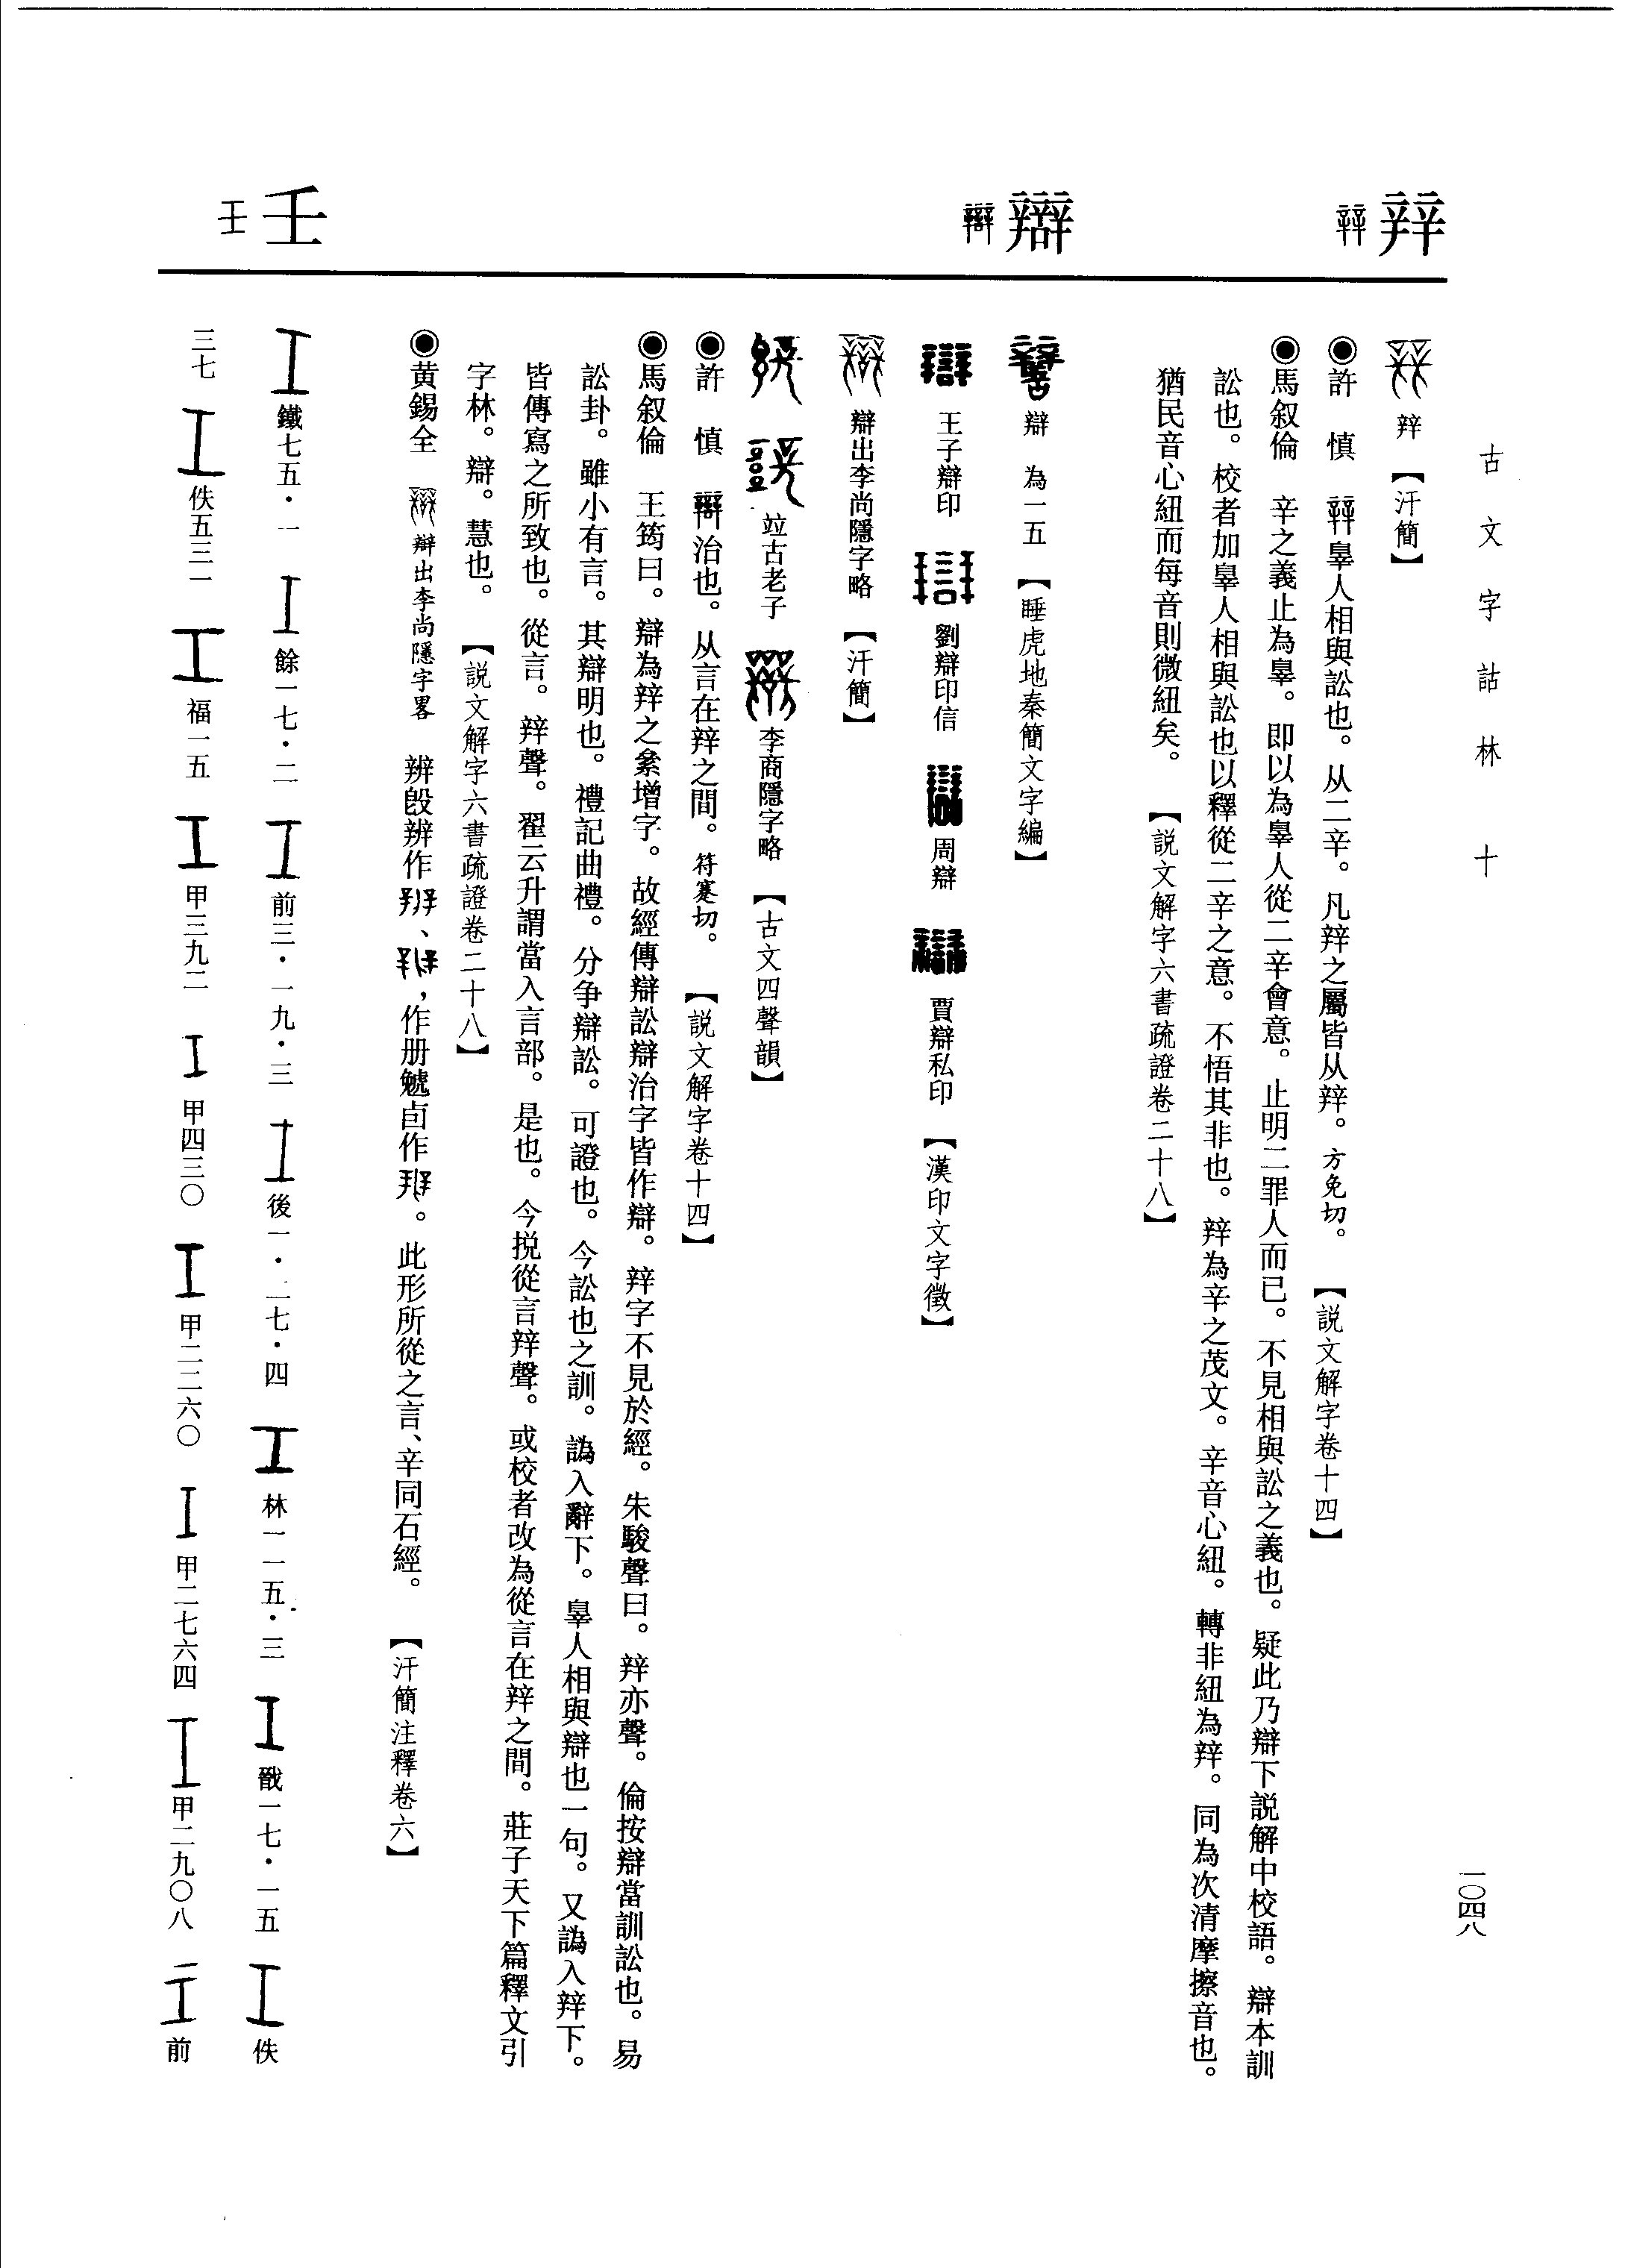 古文字詁林 十
一〇四八
辡
辡 【汗簡】
◉許 慎 辠人相與訟也。从二辛。凡辡之屬皆从辡。方免切。 【説文解字卷十四】
◉馬叙倫 辛之義止為辠。即以為辠人從二辛會意。止明二罪人而已。不見相與訟之義也。疑此乃辯下説解中校語。辯本訓
訟也。校者加辠人相與訟也以釋從二辛之意。不悟其非也。辡為辛之茂文。辛音心紐。轉非紐為辡。同為次清摩擦音也。
猶民音心紐而每音則微紐矣。 【説文解字六書疏證卷二十八】
辯
辯 為一五 【睡虎地秦簡文字編】
王子辯印 劉辯印信 周辯 賈辯私印 【漢印文字徵】
辯出李尚隱字略 【汗簡】
竝古老子 李商隱字略 【古文四聲韻】
◉許 慎 治也。从言在辡之間。符蹇切。 【説文解字卷十四】
◉馬叙倫 王筠曰。辯為辡之絫增字。故經傳辯訟辯治字皆作辯。辡字不見於經。朱駿聲曰。辡亦聲。倫按辯當訓訟也。易
訟卦。雖小有言。其辯明也。禮記曲禮。分争辯訟。可證也。今訟也之訓。譌入辭下。辠人相與辯也一句。又譌入辡下。
皆傳寫之所致也。從言。辡聲。翟云升謂當入言部。是也。今挩從言辡聲。或校者改為從言在辡之間。莊子天下篇釋文引
字林。辯。慧也。 【説文解字六書疏證卷二十八】
◉黄錫全 辯出李尚隱字畧 辨𣪘辨作、，作册䰧卣作。此形所從之言、辛同石經。 【汗簡注釋卷六】
壬
鐵七五·一 餘一七·二 前三·一九·三 後一·二七·四 林一一五·三 戩一七·一五 佚
三七 佚五三一 福一五 甲三九二 甲四三〇 甲二二六〇 甲二七六四 甲二九〇八 前